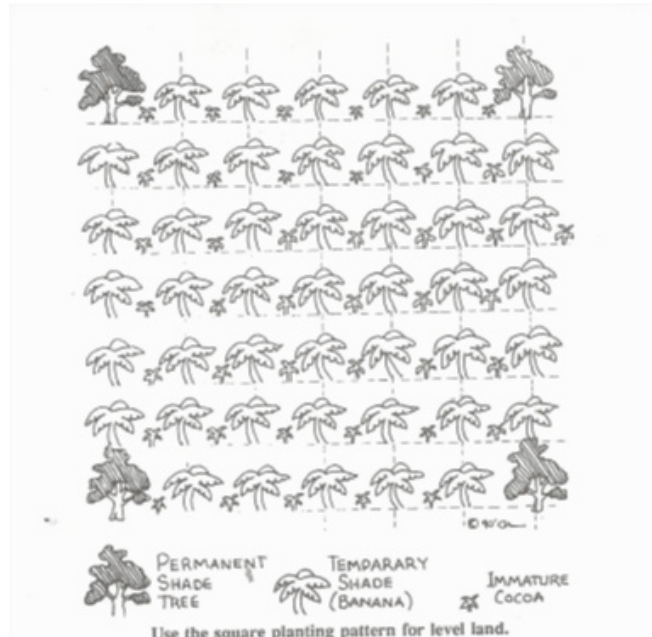 PERMANENT
SHADE
TREE
TEMPARARY
SHADE
(BANANA)
IMMATURE
COCOA
Use the square planting pattern for level land.